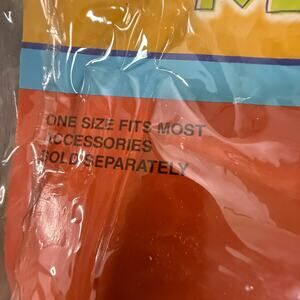 ONE SIZE FITS MOST
ACCESSORIES
SOLD SEPARATELY